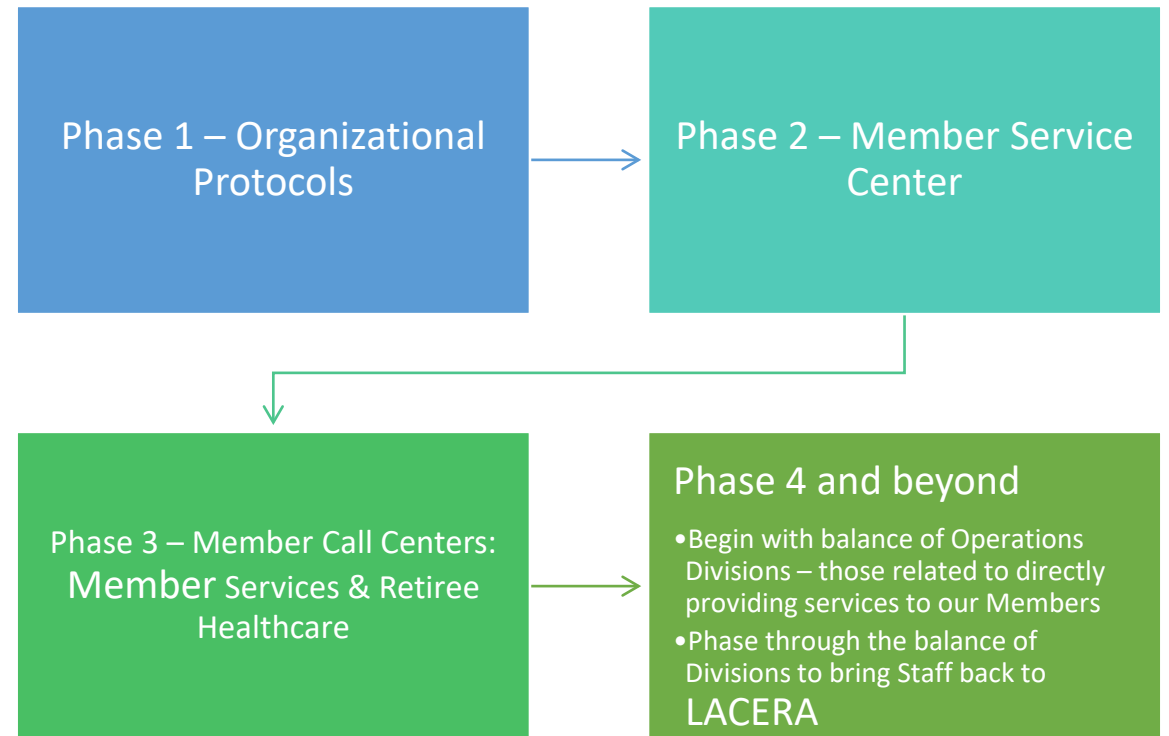 Phase 1 – Organizational
Protocols
Phase 2 – Member Service
Center
Phase 3 – Member Call Centers:
Member Services & Retiree
Healthcare
Phase 4 and beyond
•Begin with balance of Operations
Divisions – those related to directly
providing services to our Members
•Phase through the balance of
Divisions to bring Staff back to
LACERA